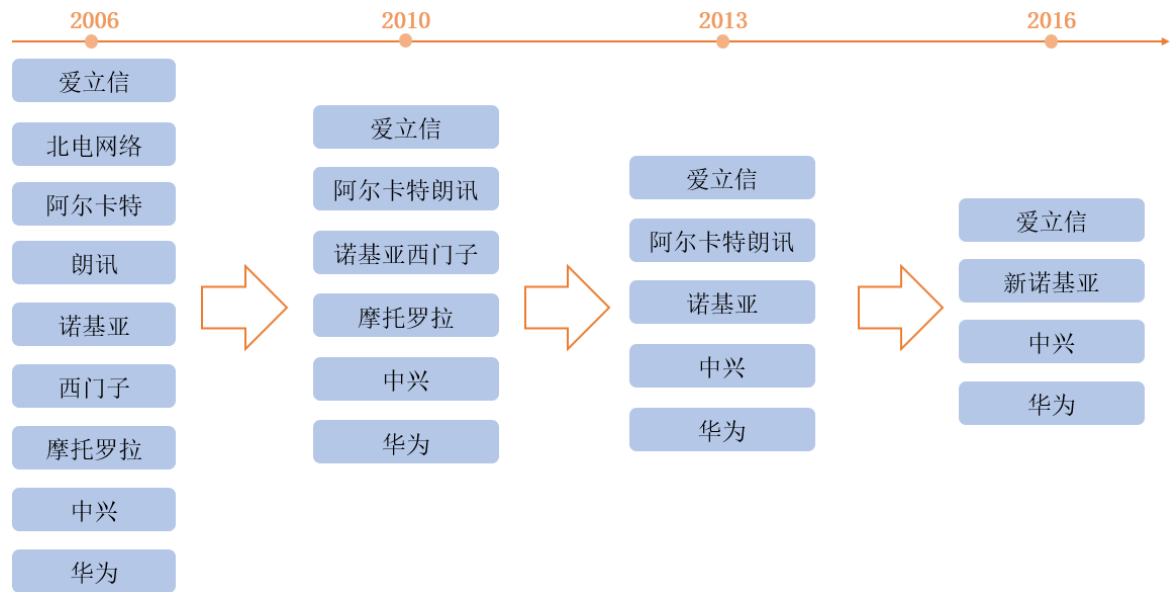 2006
2010
2013
2016
爱立信
北电网络
阿尔卡特
朗讯
诺基亚
西门子
摩托罗拉
中兴
华为
爱立信
阿尔卡特朗讯
诺基亚西门子
摩托罗拉
中兴
华为
爱立信
阿尔卡特朗讯
诺基亚
中兴
华为
爱立信
新诺基亚
中兴
华为